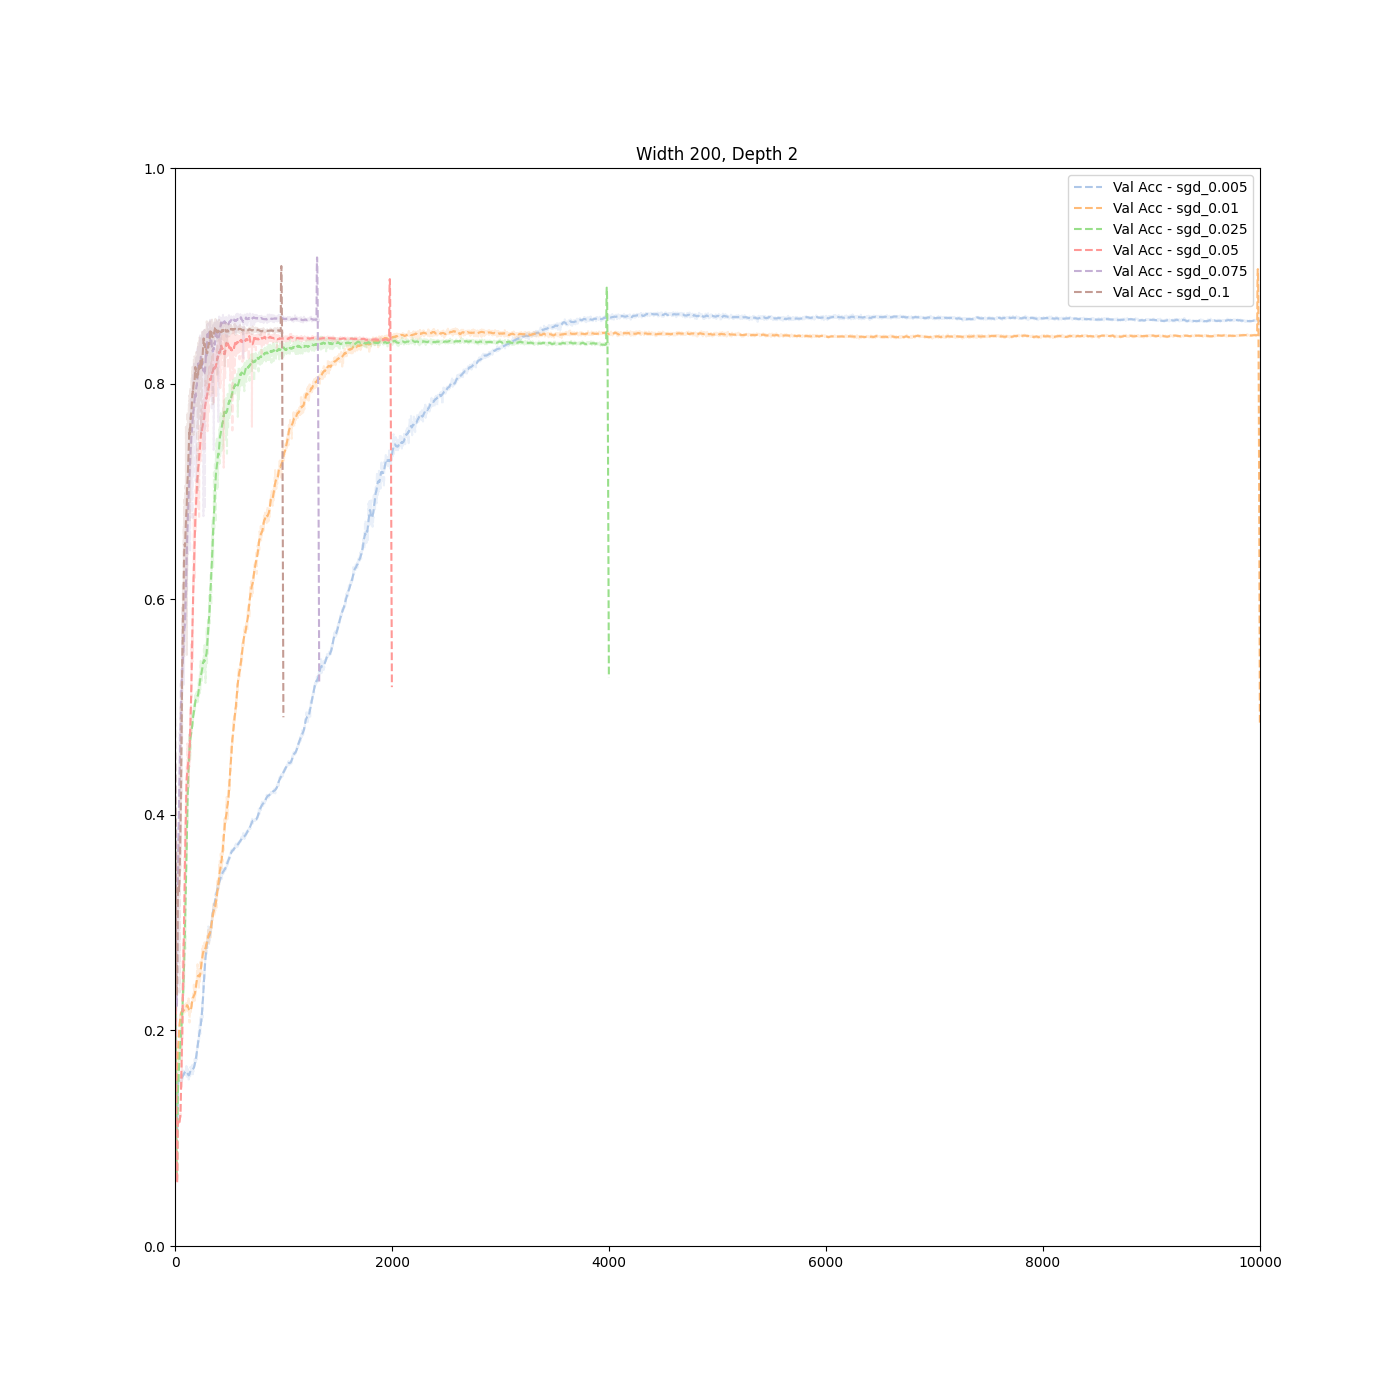 Width 200, Depth 2
1.0
0.8
0.6
0.4
0.2
0.0
Val Acc - sgd_0.005
Val Acc - sgd_0.01
Val Acc - sgd_0.025
Val Acc - sgd_0.05
Val Acc - sgd_0.075
Val Acc - sgd_0.1
0 2000 4000 6000 8000 10000